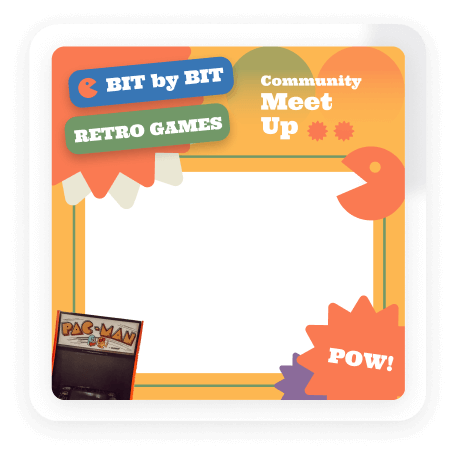 BIT by BIT
RETRO GAMES
Community
Meet
Up
PAC-MAN
POW!